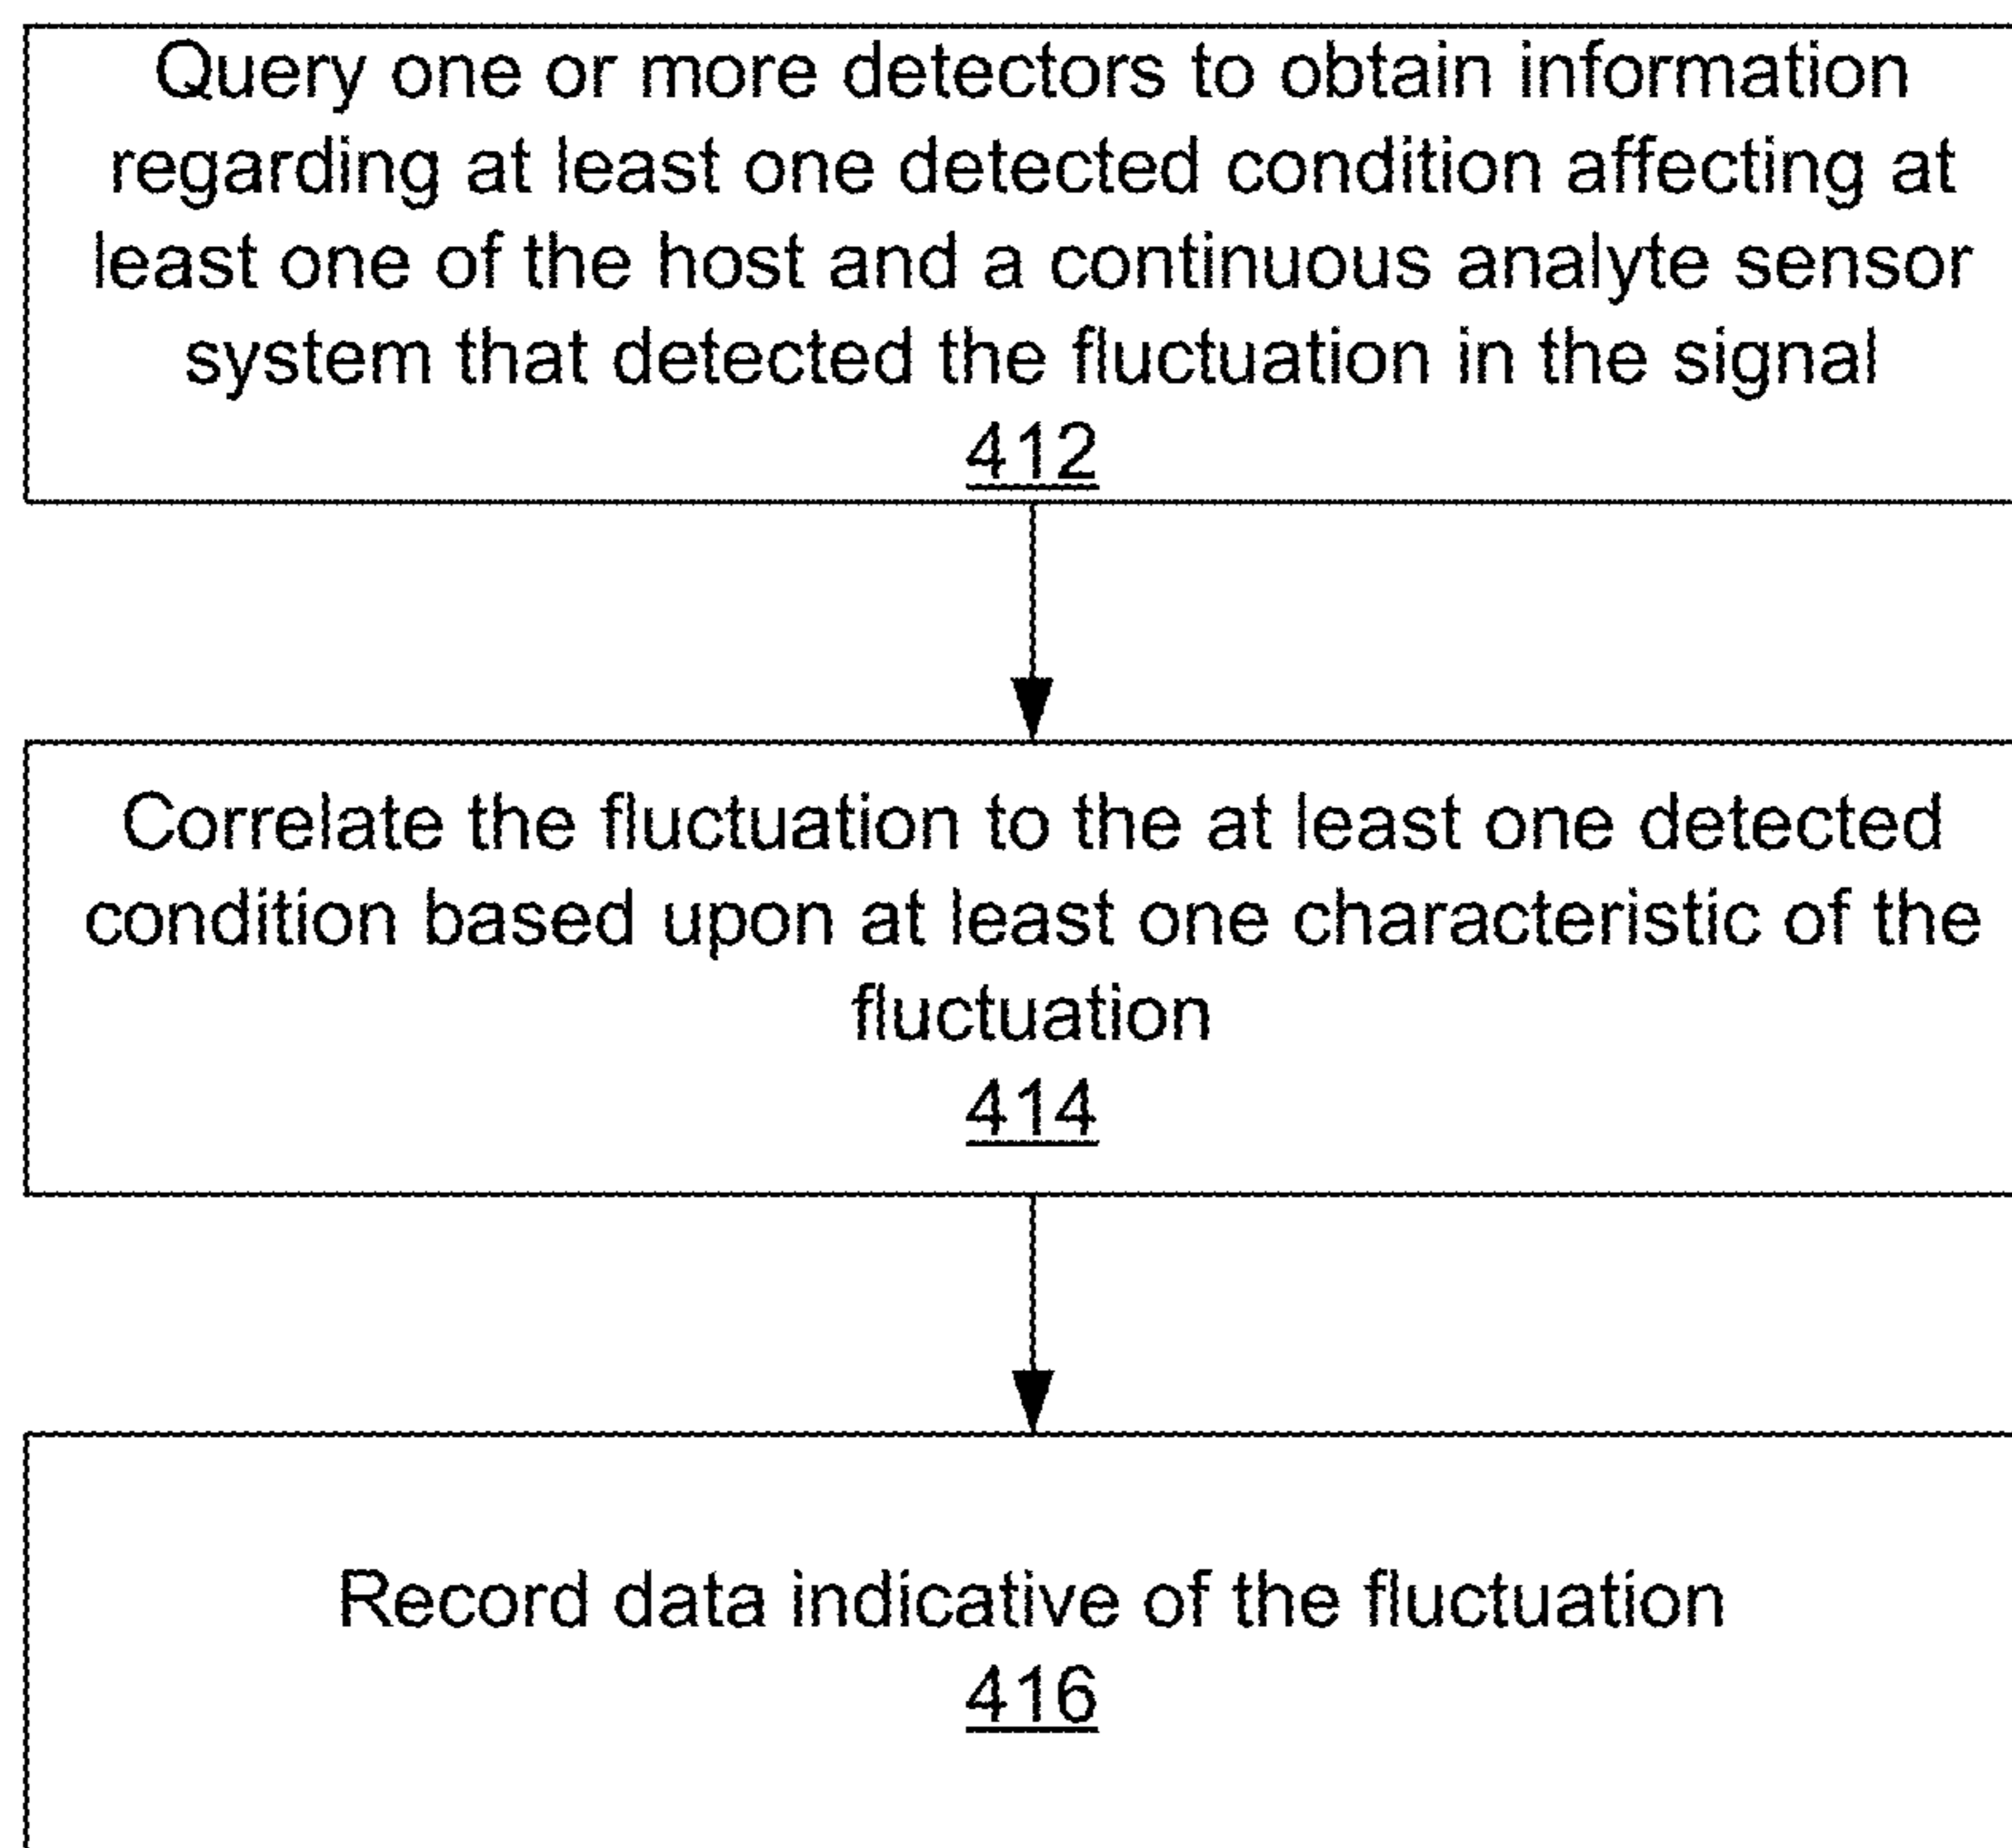 Query one or more detectors to obtain information
regarding at least one detected condition affecting at
least one of the host and a continuous analyte sensor
system that detected the fluctuation in the signal
412
Correlate the fluctuation to the at least one detected
condition based upon at least one characteristic of the
fluctuation
414
Record data indicative of the fluctuation
416